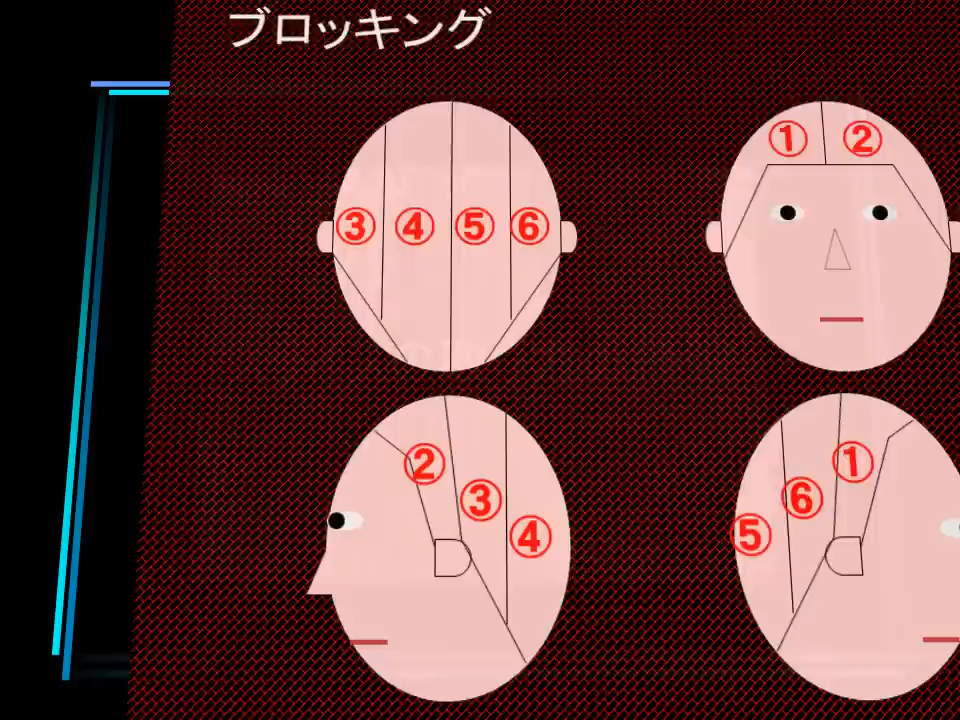 ブロッキング
① ②
③ ④ ⑤ ⑥
② ①
③ ⑥
④ ⑤